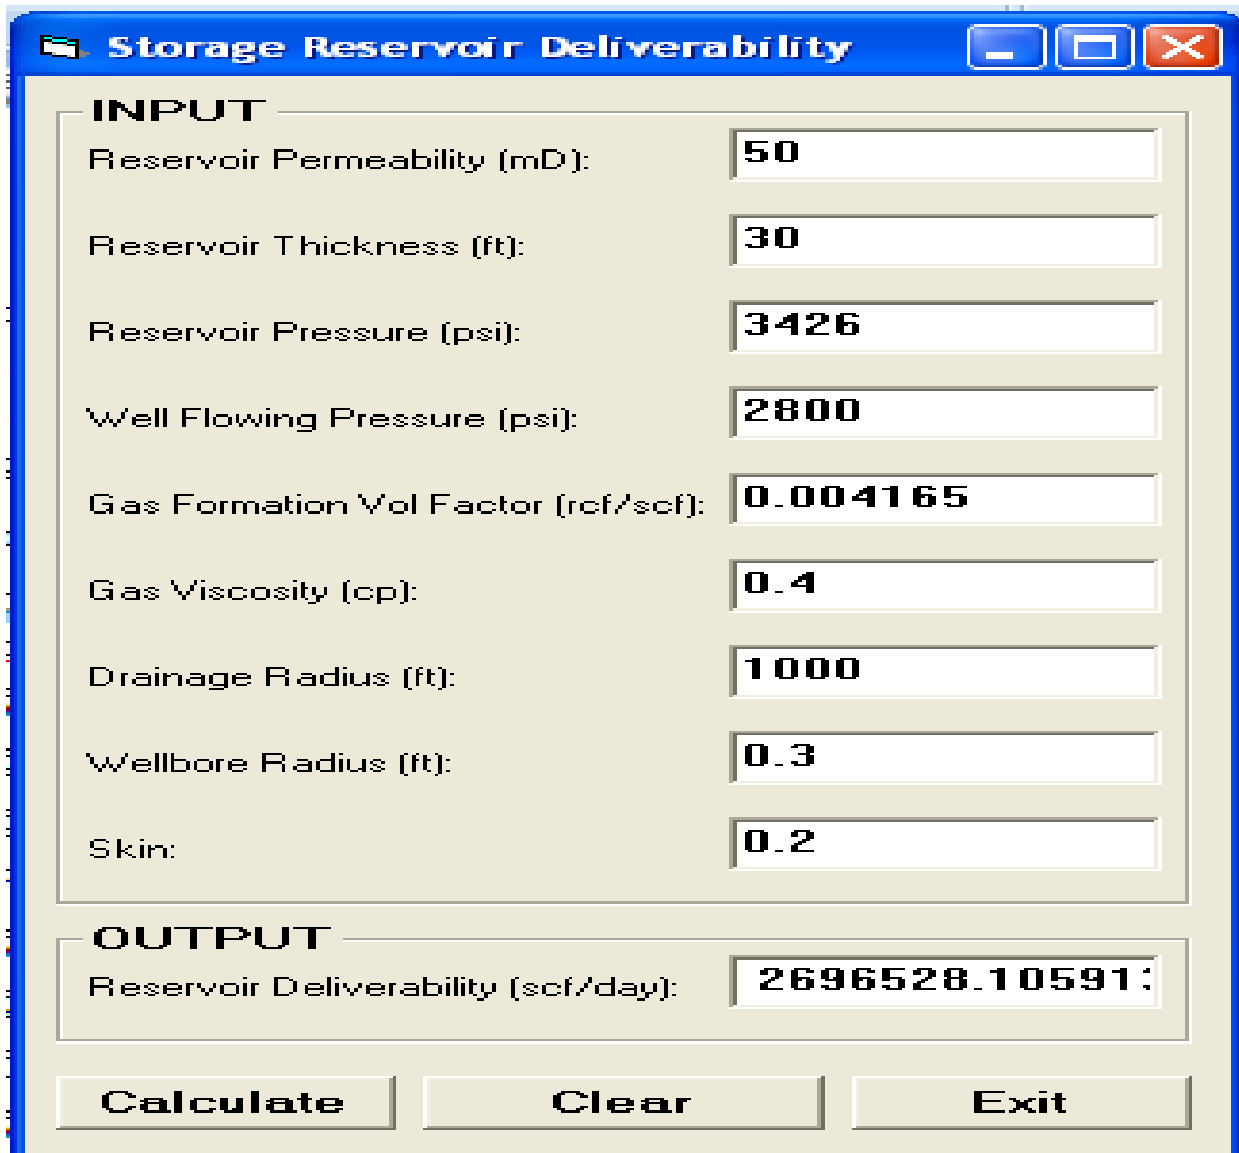 Storage Reservoir Deliverability
INPUT
Reservoir Permeability (mD): 50
Reservoir Thickness (ft): 30
Reservoir Pressure (psi): 3426
Well Flowing Pressure (psi): 2800
Gas Formation Vol Factor (rcf/scf): 0.004165
Gas Viscosity (cp): 0.4
Drainage Radius (ft): 1000
Wellbore Radius (ft): 0.3
Skin: 0.2
OUTPUT
Reservoir Deliverability (scf/day): 2696528.10591
Calculate Clear Exit